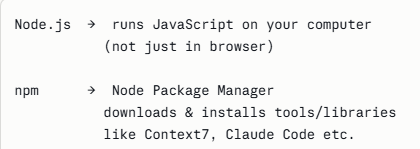 Node.js → runs JavaScript on your computer
(not just in browser)
npm → Node Package Manager
downloads & installs tools/libraries
like Context7, Claude Code etc.